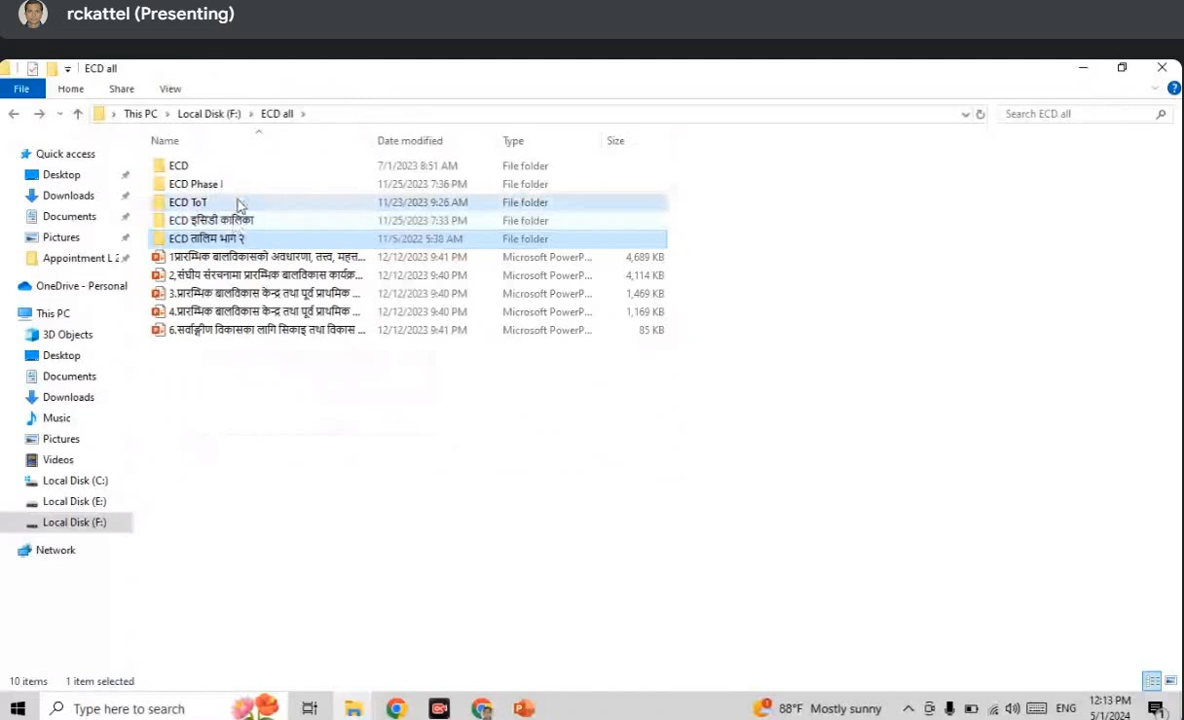 rckattel (Presenting)
ECD all
File Home Share View
This PC Local Disk (F:) ECD all
Search ECD all
Name Date modified Type Size
Quick access
Desktop
Downloads
Documents
Pictures
Appointment L 2
OneDrive - Personal
This PC
3D Objects
Desktop
Documents
Downloads
Music
Pictures
Videos
Local Disk (C:)
Local Disk (E:)
Local Disk (F:)
Network
ECD 7/1/2023 8:51 AM File folder
ECD Phase I 11/25/2023 7:36 PM File folder
ECD ToT 11/23/2023 9:26 AM File folder
ECD इसिडी कालिका 11/25/2023 7:33 PM File folder
ECD तालिम भाग २ 11/5/2022 5:38 AM File folder
1प्रारम्भिक बालविकासको अवधारणा, तत्त्व, महत्त... 12/12/2023 9:41 PM Microsoft PowerP... 4,689 KB
2,संघीय संरचनामा प्रारम्भिक बालविकास कार्यक्र... 12/12/2023 9:40 PM Microsoft PowerP... 4,114 KB
3.प्रारम्भिक बालविकास केन्द्र तथा पूर्व प्राथमिक ... 12/12/2023 9:40 PM Microsoft PowerP... 1,469 KB
4.प्रारम्भिक बालविकास केन्द्र तथा पूर्व प्राथमिक ... 12/12/2023 9:40 PM Microsoft PowerP... 1,169 KB
6.सर्वाङ्गीण विकासका लागि सिकाइ तथा विकास ... 12/12/2023 9:41 PM Microsoft PowerP... 85 KB
10 items 1 item selected
Type here to search
88°F Mostly sunny
ENG
12:13 PM
5/1/2024